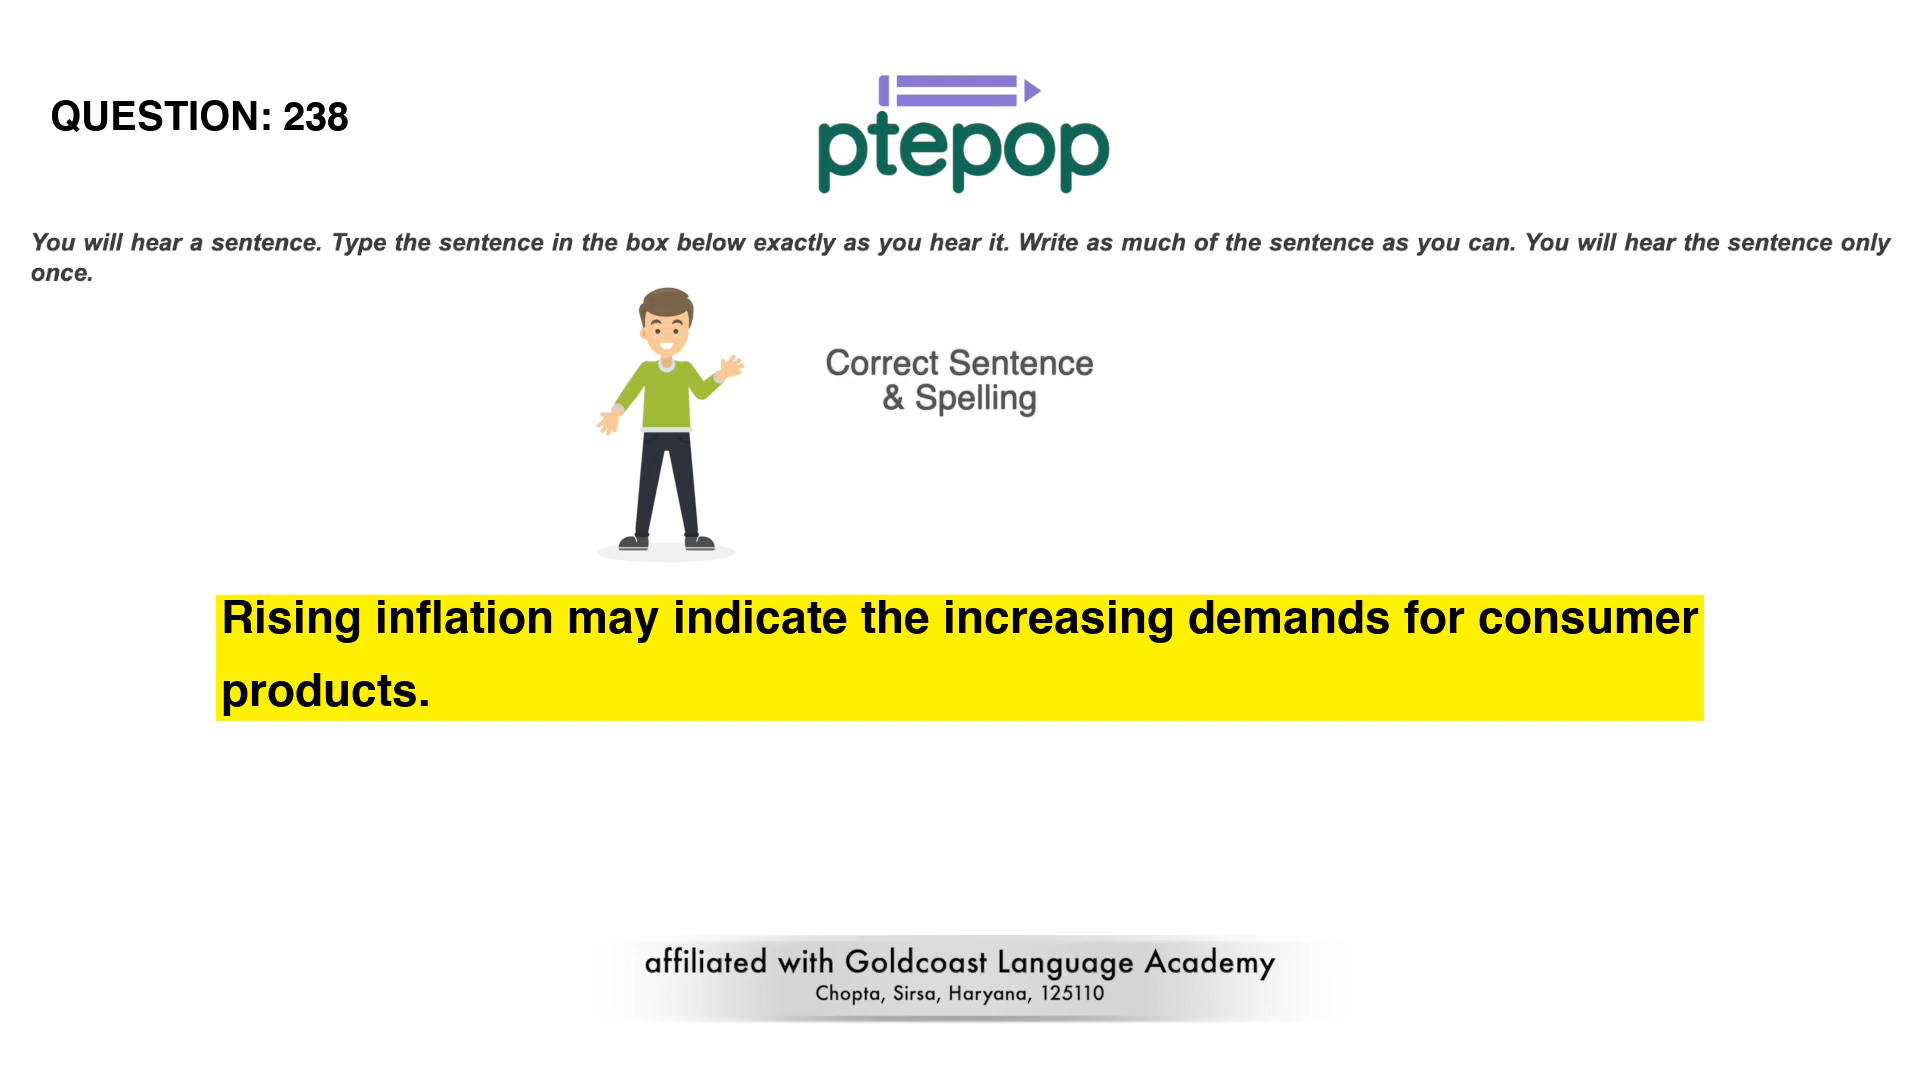 QUESTION: 238
ptepop
You will hear a sentence. Type the sentence in the box below exactly as you hear it. Write as much of the sentence as you can. You will hear the sentence only
once.
Correct Sentence
& Spelling
Rising inflation may indicate the increasing demands for consumer
products.
affiliated with Goldcoast Language Academy
Chopta, Sirsa, Haryana, 125110